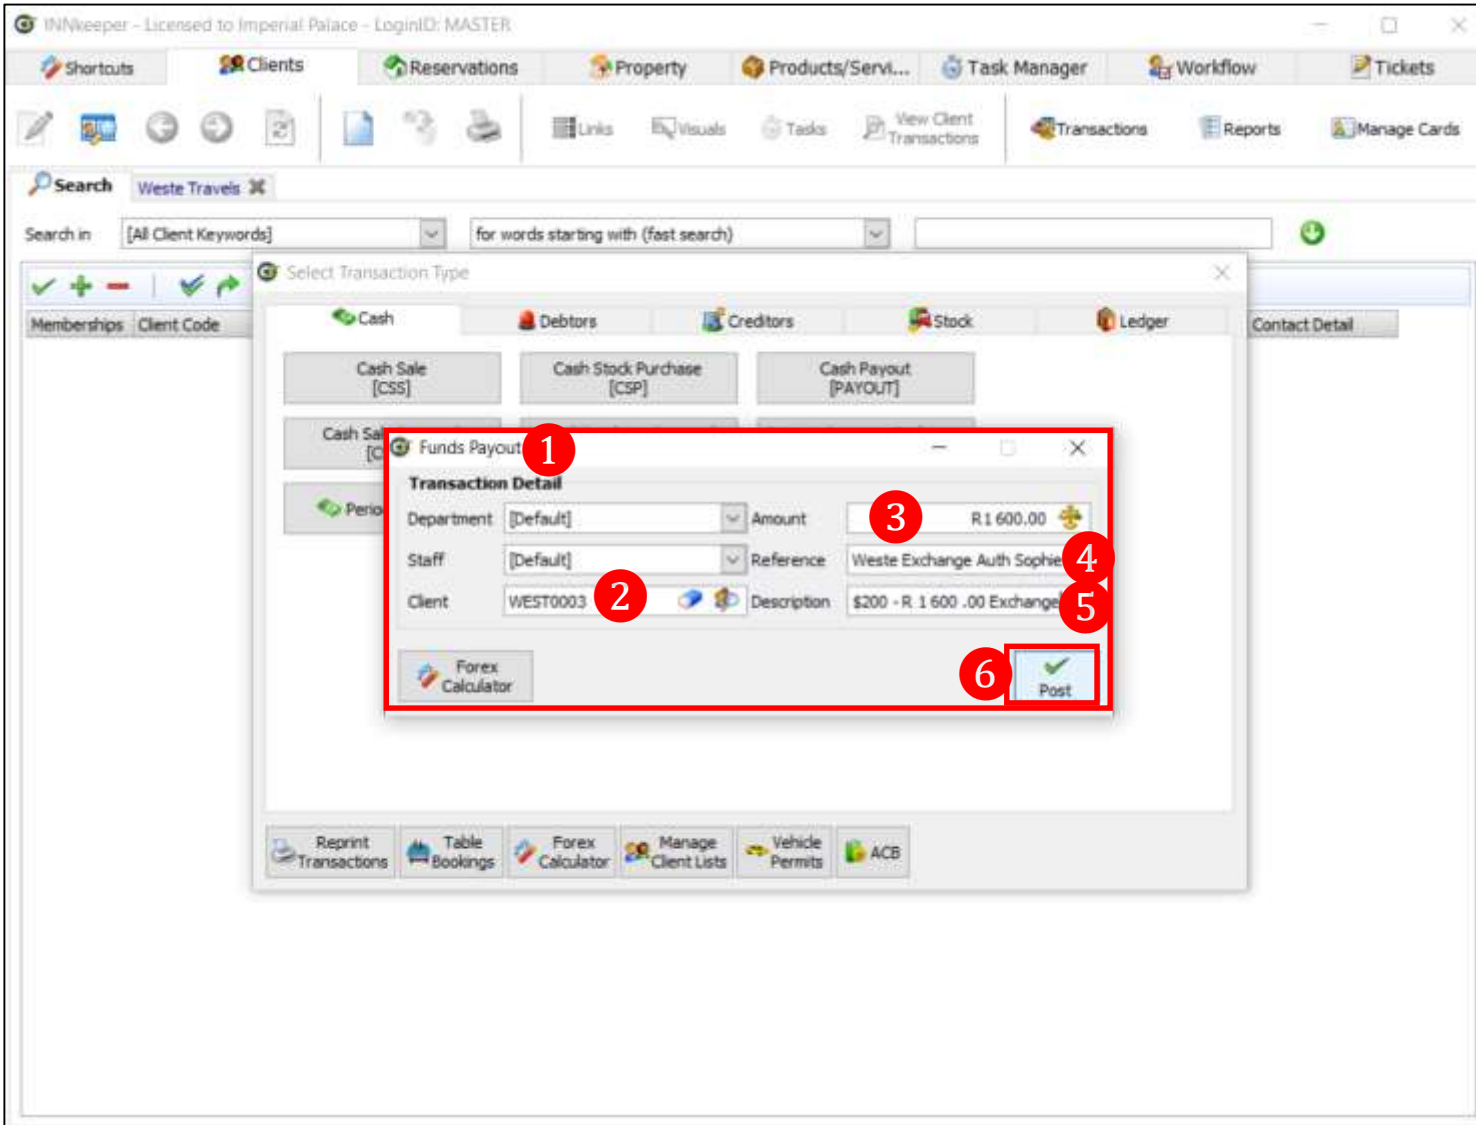 INNkeeper - Licensed to Imperial Palace - LoginID: MASTER
Shortcuts Clients Reservations Property Products/Servi... Task Manager Workflow Tickets
Links Visuals Tasks View Client Transactions Transactions Reports Manage Cards
Search Weste Travels
Search in [All Client Keywords] for words starting with (fast search)
Select Transaction Type
Memberships Client Code Contact Detail
Cash Debtors Creditors Stock Ledger
Cash Sale [CSS] Cash Stock Purchase [CSP] Cash Payout [PAYOUT]
Cash Sal
[C
Perio
Funds Payout 1
Transaction Detail
Department [Default] Amount 3 R1 600.00
Staff [Default] Reference Weste Exchange Auth Sophie 4
Client WEST0003 2 Description $200 - R 1 600 .00 Exchange 5
Forex Calculator 6 Post
Reprint Transactions Table Bookings Forex Calculator Manage Client Lists Vehicle Permits ACB